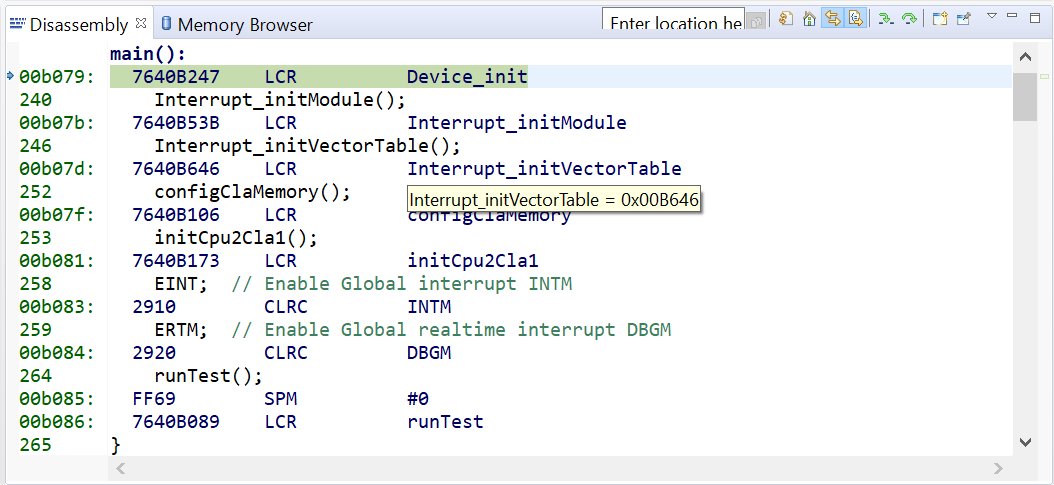 Disassembly Memory Browser Enter location he
main():
00b079: 7640B247 LCR Device_init
240 Interrupt_initModule();
00b07b: 7640B53B LCR Interrupt_initModule
246 Interrupt_initVectorTable();
00b07d: 7640B646 LCR Interrupt_initVectorTable
252 configClaMemory();
Interrupt_initVectorTable = 0x00B646
00b07f: 7640B106 LCR configClaMemory
253 initCpu2Cla1();
00b081: 7640B173 LCR initCpu2Cla1
258 EINT; // Enable Global interrupt INTM
00b083: 2910 CLRC INTM
259 ERTM; // Enable Global realtime interrupt DBGM
00b084: 2920 CLRC DBGM
264 runTest();
00b085: FF69 SPM #0
00b086: 7640B089 LCR runTest
265 }